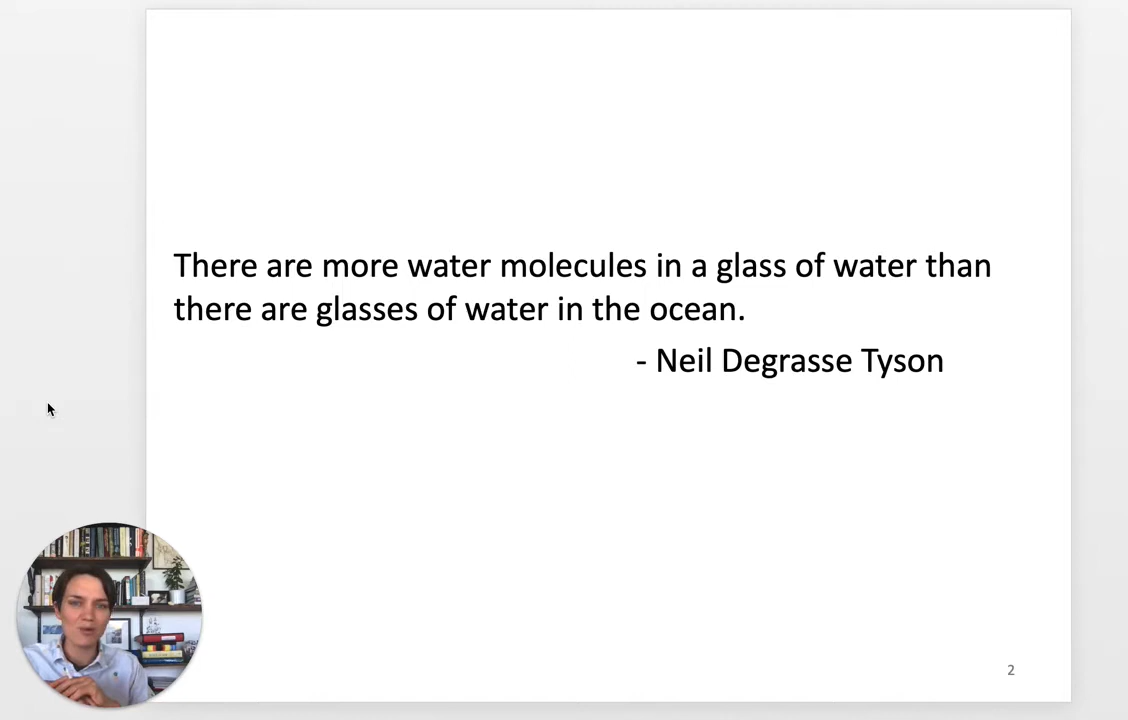 There are more water molecules in a glass of water than
there are glasses of water in the ocean.
- Neil Degrasse Tyson
2